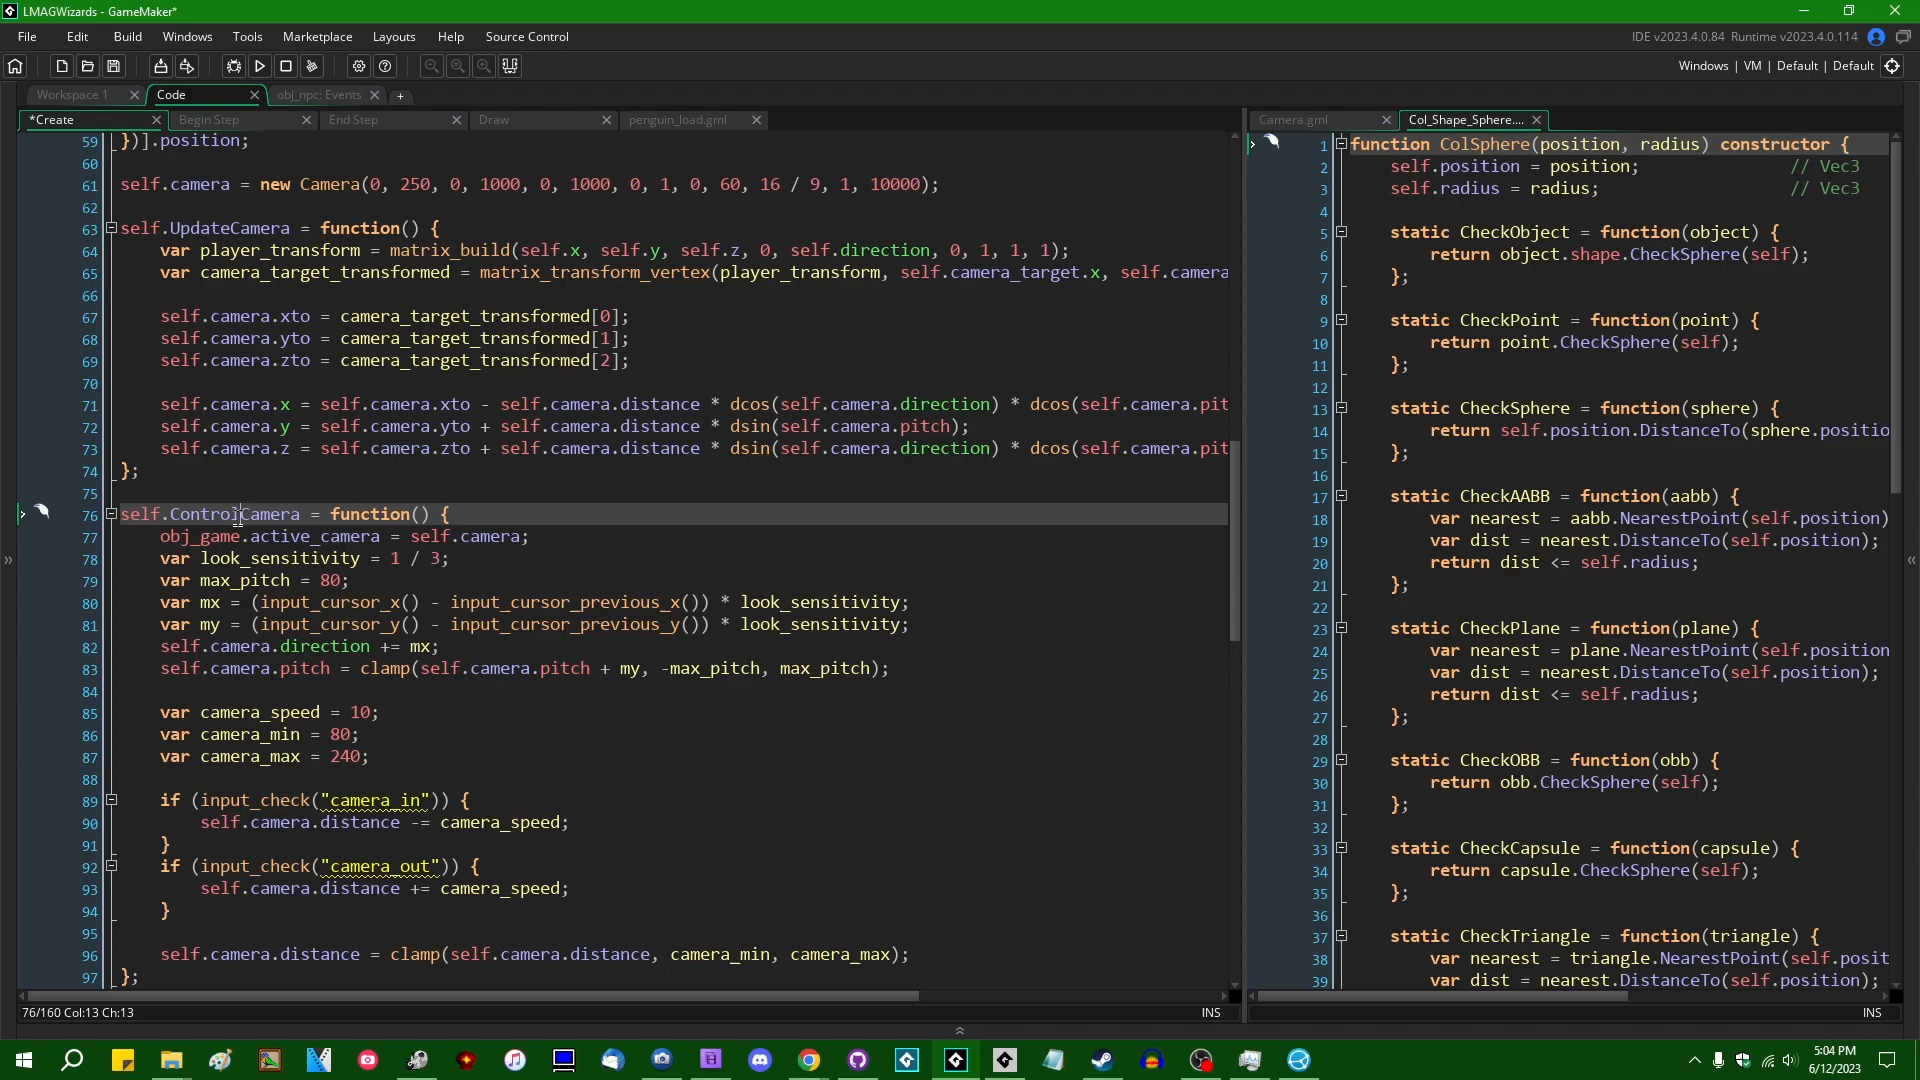 LMAGWizards - GameMaker*
File Edit Build Windows Tools Marketplace Layouts Help Source Control
IDE v2023.4.0.84 Runtime v2023.4.0.114
Windows | VM | Default | Default
Workspace 1 Code obj_npc: Events
*Create Begin Step End Step Draw penguin_load.gml
59 })].position;
60
61 self.camera = new Camera(0, 250, 0, 1000, 0, 1000, 0, 1, 0, 60, 16 / 9, 1, 10000);
62
63 self.UpdateCamera = function() {
64 var player_transform = matrix_build(self.x, self.y, self.z, 0, self.direction, 0, 1, 1, 1);
65 var camera_target_transformed = matrix_transform_vertex(player_transform, self.camera_target.x, self.camera
66
67 self.camera.xto = camera_target_transformed[0];
68 self.camera.yto = camera_target_transformed[1];
69 self.camera.zto = camera_target_transformed[2];
70
71 self.camera.x = self.camera.xto - self.camera.distance * dcos(self.camera.direction) * dcos(self.camera.pit
72 self.camera.y = self.camera.yto + self.camera.distance * dsin(self.camera.pitch);
73 self.camera.z = self.camera.zto + self.camera.distance * dsin(self.camera.direction) * dcos(self.camera.pit
74 };
75
76 self.ControlCamera = function() {
77 obj_game.active_camera = self.camera;
78 var look_sensitivity = 1 / 3;
79 var max_pitch = 80;
80 var mx = (input_cursor_x() - input_cursor_previous_x()) * look_sensitivity;
81 var my = (input_cursor_y() - input_cursor_previous_y()) * look_sensitivity;
82 self.camera.direction += mx;
83 self.camera.pitch = clamp(self.camera.pitch + my, -max_pitch, max_pitch);
84
85 var camera_speed = 10;
86 var camera_min = 80;
87 var camera_max = 240;
88
89 if (input_check("camera_in")) {
90 self.camera.distance -= camera_speed;
91 }
92 if (input_check("camera_out")) {
93 self.camera.distance += camera_speed;
94 }
95
96 self.camera.distance = clamp(self.camera.distance, camera_min, camera_max);
97 };
76/160 Col:13 Ch:13 INS
Camera.gml Col_Shape_Sphere....
1 function ColSphere(position, radius) constructor {
2 self.position = position; // Vec3
3 self.radius = radius; // Vec3
4
5 static CheckObject = function(object) {
6 return object.shape.CheckSphere(self);
7 };
8
9 static CheckPoint = function(point) {
10 return point.CheckSphere(self);
11 };
12
13 static CheckSphere = function(sphere) {
14 return self.position.DistanceTo(sphere.positio
15 };
16
17 static CheckAABB = function(aabb) {
18 var nearest = aabb.NearestPoint(self.position)
19 var dist = nearest.DistanceTo(self.position);
20 return dist <= self.radius;
21 };
22
23 static CheckPlane = function(plane) {
24 var nearest = plane.NearestPoint(self.position
25 var dist = nearest.DistanceTo(self.position);
26 return dist <= self.radius;
27 };
28
29 static CheckOBB = function(obb) {
30 return obb.CheckSphere(self);
31 };
32
33 static CheckCapsule = function(capsule) {
34 return capsule.CheckSphere(self);
35 };
36
37 static CheckTriangle = function(triangle) {
38 var nearest = triangle.NearestPoint(self.posit
39 var dist = nearest.DistanceTo(self.position);
INS
5:04 PM
6/12/2023